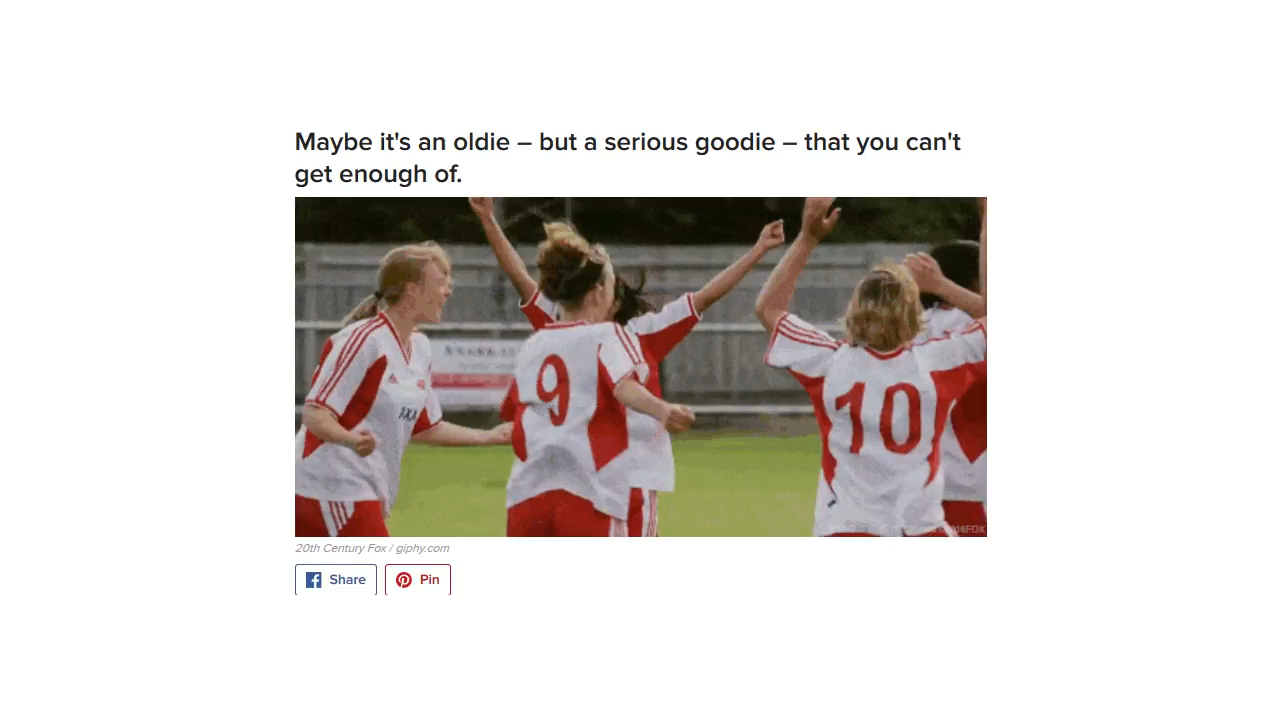 Maybe it's an oldie – but a serious goodie – that you can't
get enough of.
9
10
20th Century Fox / giphy.com
Share
Pin